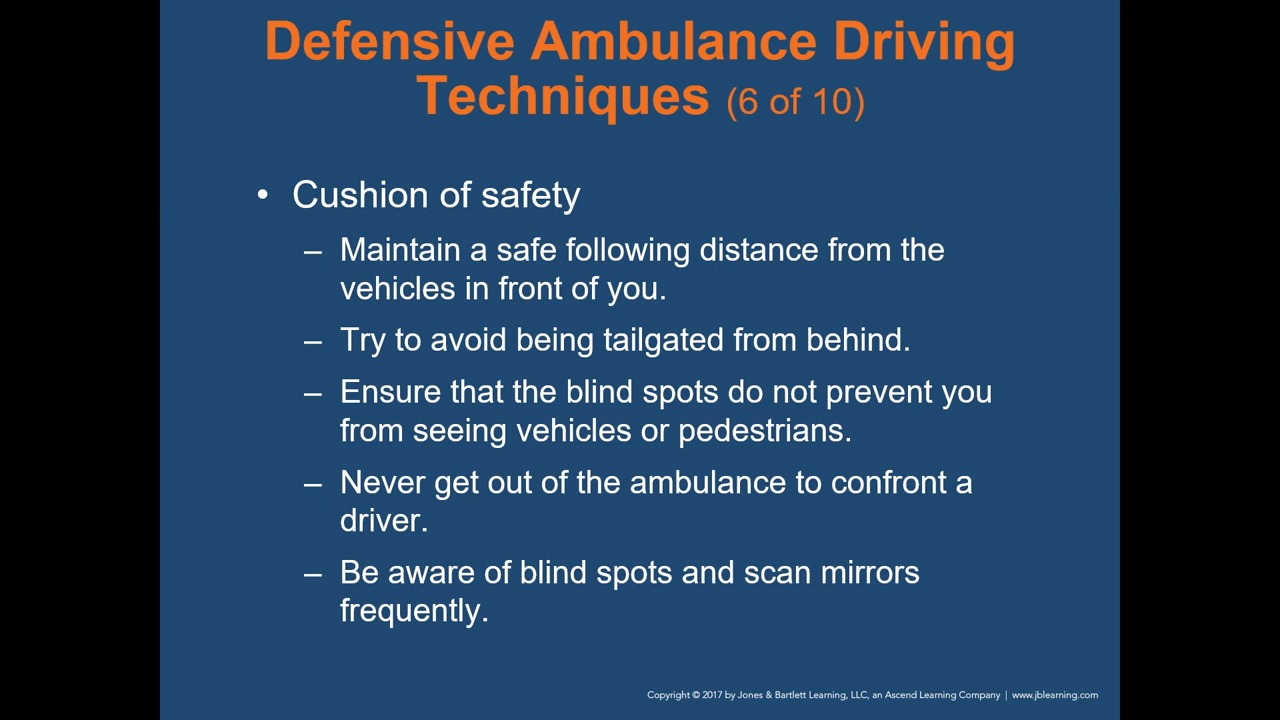 Defensive Ambulance Driving
Techniques (6 of 10)
• Cushion of safety
– Maintain a safe following distance from the
vehicles in front of you.
– Try to avoid being tailgated from behind.
– Ensure that the blind spots do not prevent you
from seeing vehicles or pedestrians.
– Never get out of the ambulance to confront a
driver.
– Be aware of blind spots and scan mirrors
frequently.
Copyright © 2017 by Jones & Bartlett Learning, LLC, an Ascend Learning Company | www.jblearning.com